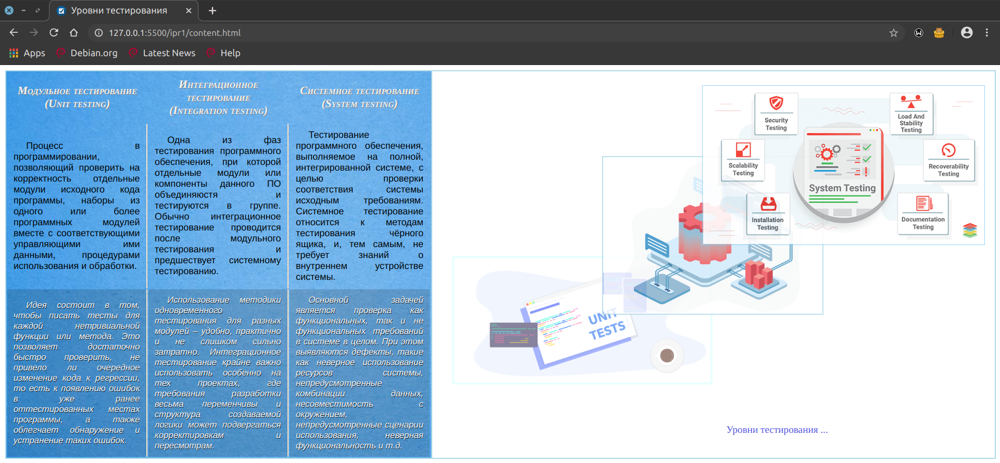 Уровни тестирования
127.0.0.1:5500/ipr1/content.html
Apps
Debian.org
Latest News
Help
Модульное тестирование
(Unit testing)
Интеграционное
тестирование
(Integration testing)
Системное тестирование
(System testing)
Процесс в
программировании,
позволяющий проверить на
корректность отдельные
модули исходного кода
программы, наборы из
одного или более
программных модулей
вместе с соответствующими
управляющими ими
данными, процедурами
использования и обработки.
Одна из фаз
тестирования программного
обеспечения, при которой
отдельные модули или
компоненты данного ПО
объединяюстя и
тестируются в группе.
Обычно интеграционное
тестирование проводится
после модульного
тестирования и
предшествует системному
тестированию.
Тестирование
программного обеспечения,
выполняемое на полной,
интегрированной системе, с
целью проверки
соответствия системы
исходным требованиям.
Системное тестирование
относится к методам
тестирования чёрного
ящика, и, тем самым, не
требует знаний о
внутреннем устройстве
системы.
Идея состоит в том,
чтобы писать тесты для
каждой нетривиальной
функции или метода. Это
позволяет достаточно
быстро проверить, не
привело ли очередное
изменение кода к регрессии,
то есть к появлению ошибок
в уже ранее
оттестированных местах
программы, а также
облегчает обнаружение и
устранение таких ошибок.
Использование методики
одновременного
тестирования для разных
модулей – удобно, практично
и не слишком сильно
затратно. Интеграционное
тестирование крайне важно
использовать особенно на
тех проектах, где
требования разработки
весьма переменчивы и
структура создаваемой
логики может подвергаться
корректировкам и
пересмотрам.
Основной задачей
является проверка как
функциональных, так и не
функциональных требований
в системе в целом. При этом
выявляются дефекты, такие
как неверное использование
ресурсов системы,
непредусмотренные
комбинации данных,
несовместимость с
окружением,
непредусмотренные сценарии
использования, неверная
функциональность и т.д.
Security
Testing
Load And
Stability
Testing
Scalability
Testing
Recoverability
Testing
System Testing
Installation
Testing
Documentation
Testing
UNIT
TESTS
Уровни тестирования ...